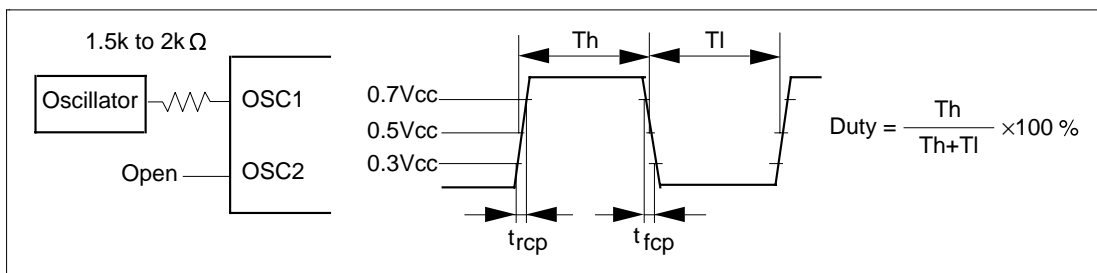 1.5k to 2k Ω
Oscillator
OSC1
Open
OSC2
Th
Tl
0.7Vcc
0.5Vcc
0.3Vcc
trcp
tfcp
Duty = Th
Th+Tl ×100 %